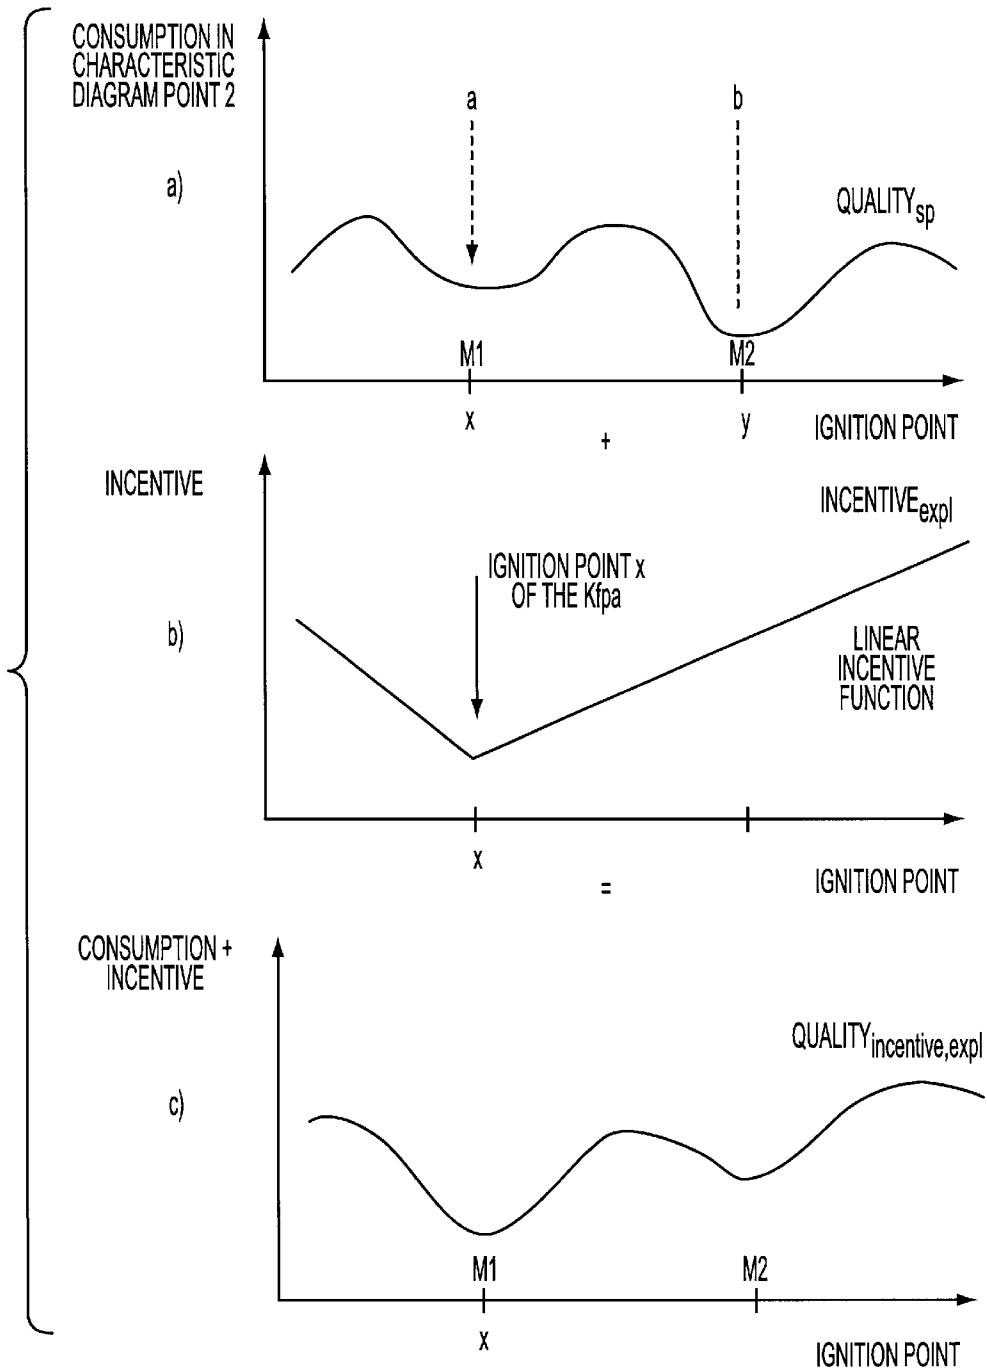 CONSUMPTION IN
CHARACTERISTIC
DIAGRAM POINT 2
a)
a
b
QUALITYsp
M1
M2
x
y
IGNITION POINT
+
INCENTIVE
INCENTIVEexpl
IGNITION POINT x
OF THE Kfpa
b)
LINEAR
INCENTIVE
FUNCTION
x
IGNITION POINT
=
CONSUMPTION +
INCENTIVE
QUALITYincentive,expl
c)
M1
M2
x
IGNITION POINT